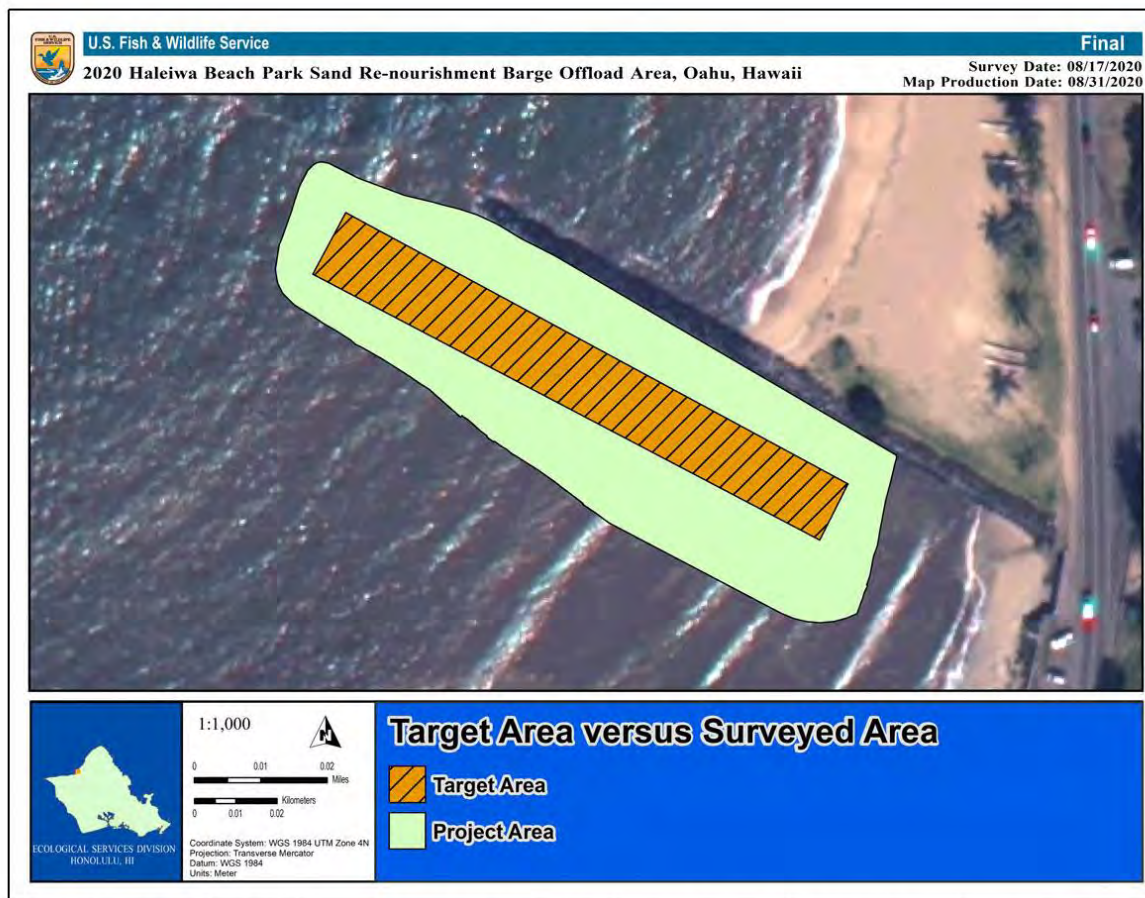 U.S. FISH & WILDLIFE SERVICE
U.S. Fish & Wildlife Service
Final
2020 Haleiwa Beach Park Sand Re-nourishment Barge Offload Area, Oahu, Hawaii
Survey Date: 08/17/2020
Map Production Date: 08/31/2020
ECOLOGICAL SERVICES DIVISION
HONOLULU, HI
1:1,000
N
0 0.01 0.02
Miles
Kilometers
0 0.01 0.02
Coordinate System: WGS 1984 UTM Zone 4N
Projection: Transverse Mercator
Datum: WGS 1984
Units: Meter
Target Area versus Surveyed Area
Target Area
Project Area